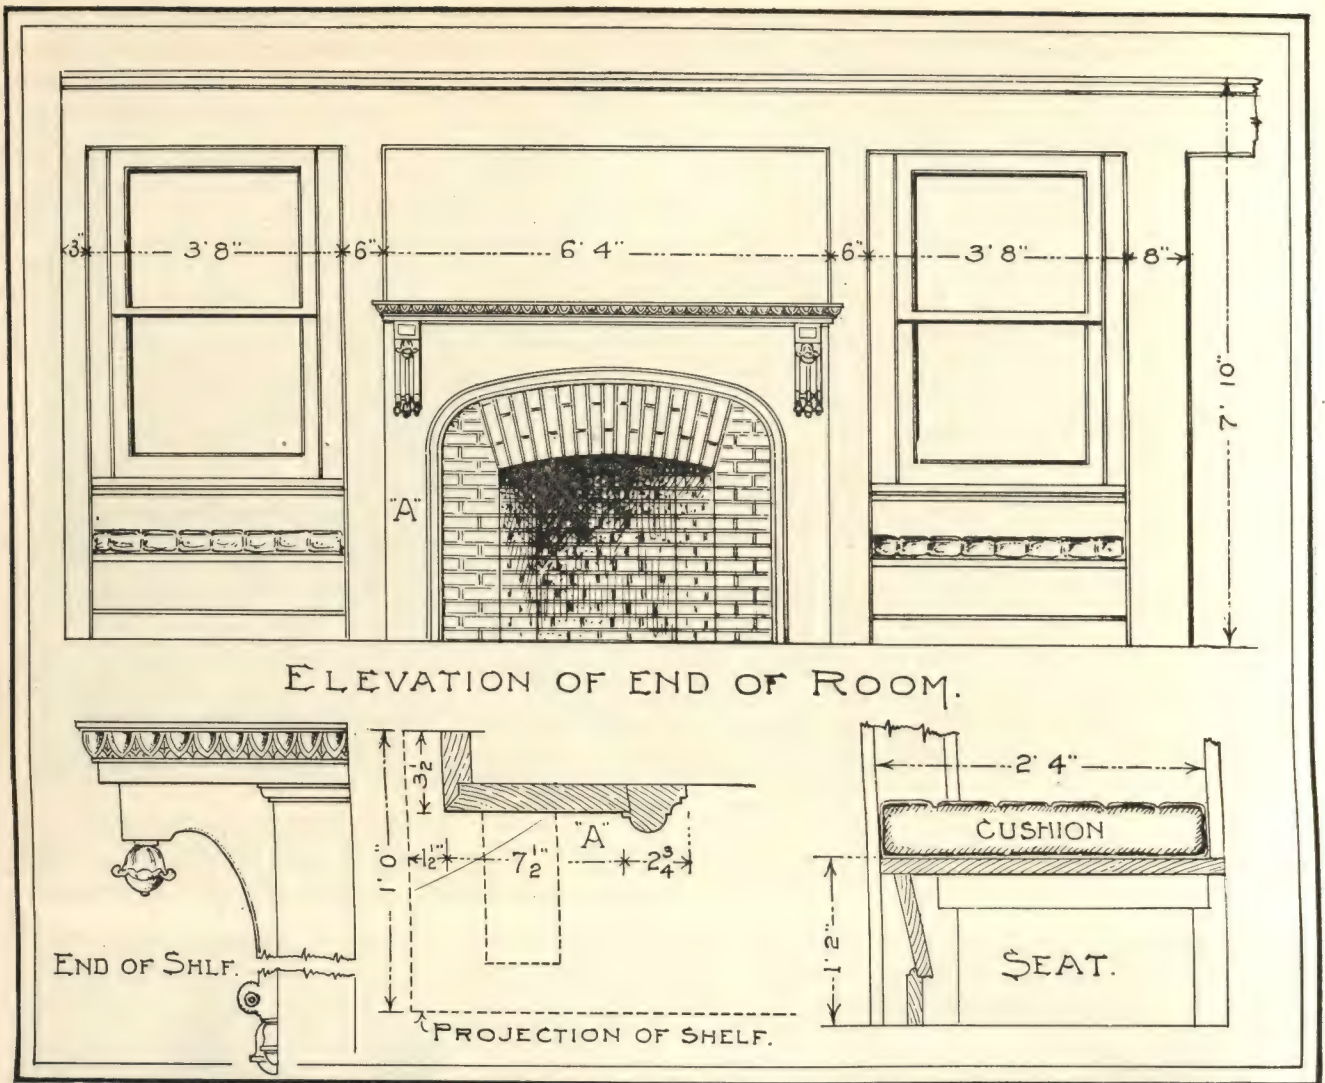 3" 3' 8" 6" 6' 4" 6" 3' 8" 8"
7' 10"
"A"
ELEVATION OF END OF ROOM.
END OF SHLF.
3½
1' 0"
1½" 7½" 2¾
"A"
PROJECTION OF SHELF.
2' 4"
CUSHION
1' 2"
SEAT.